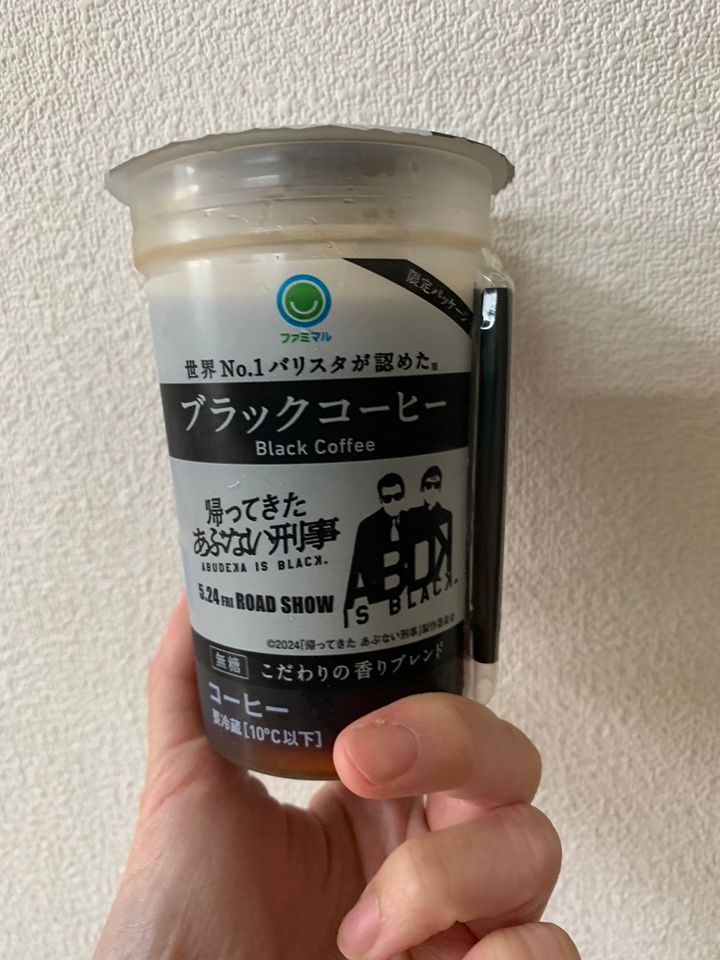 限定パッケージ
ファミマル
世界No.1バリスタが認めた※
ブラックコーヒー
Black Coffee
帰ってきた
あぶない刑事
ABUDEKA IS BLACK.
5.24 FRI ROAD SHOW
ABDK
IS BLACK.
©2024「帰ってきた あぶない刑事」製作委員会
無糖 こだわりの香りブレンド
コーヒー
要冷蔵[10°C以下]